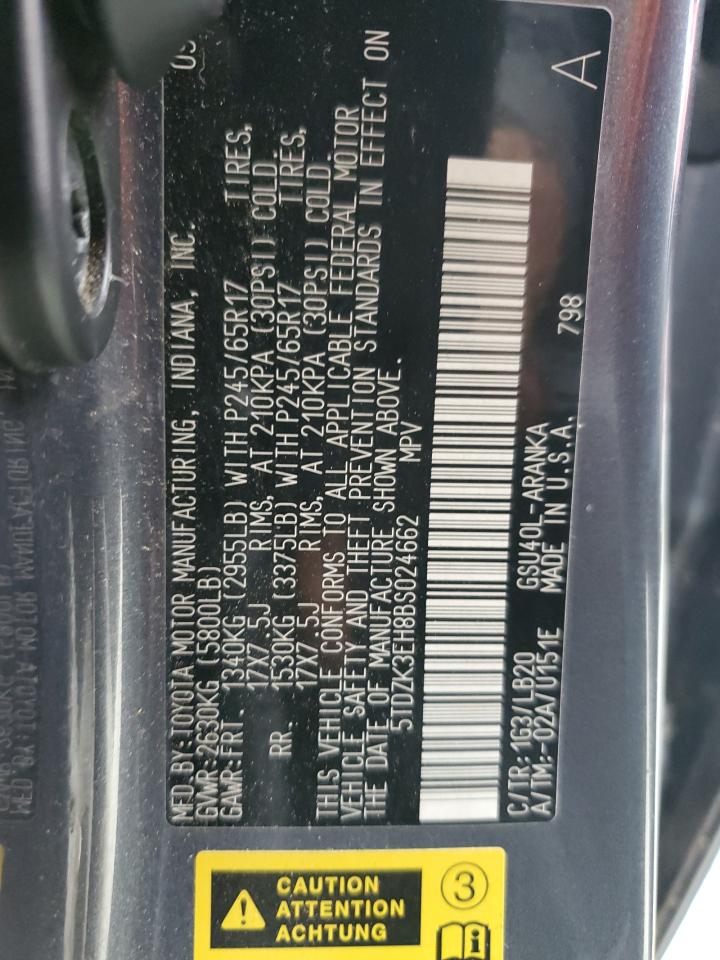 MFD.BY:TOYOTA MOTOR MANUFACTURING, INDIANA, INC.
GVWR:2630KG (5800LB)
GAWR:FRT. 1340KG (2955LB) WITH P245/65R17 TIRES,
17X7.5J RIMS, AT 210KPA (30PSI) COLD.
RR. 1530KG (3375LB) WITH P245/65R17 TIRES,
17X7.5J RIMS, AT 210KPA (30PSI) COLD.
THIS VEHICLE CONFORMS TO ALL APPLICABLE FEDERAL MOTOR
VEHICLE SAFETY AND THEFT PREVENTION STANDARDS IN EFFECT ON
THE DATE OF MANUFACTURE SHOWN ABOVE.
5TDZK3EH8BS024662 MPV
C/TR:1G3/LB20 GSU40L-ARANKA
A/TM:-02A/U151E MADE IN U.S.A. 798
A
CAUTION
ATTENTION
ACHTUNG
3
i